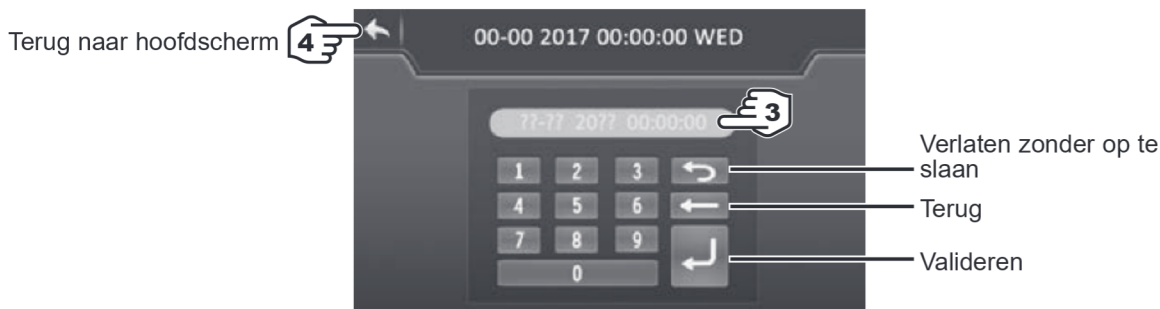 Terug naar hoofdscherm 4
00-00 2017 00:00:00 WED
??-?? 20?? 00:00:00
3
1 2 3
4 5 6
7 8 9
0
Verlaten zonder op te
slaan
Terug
Valideren